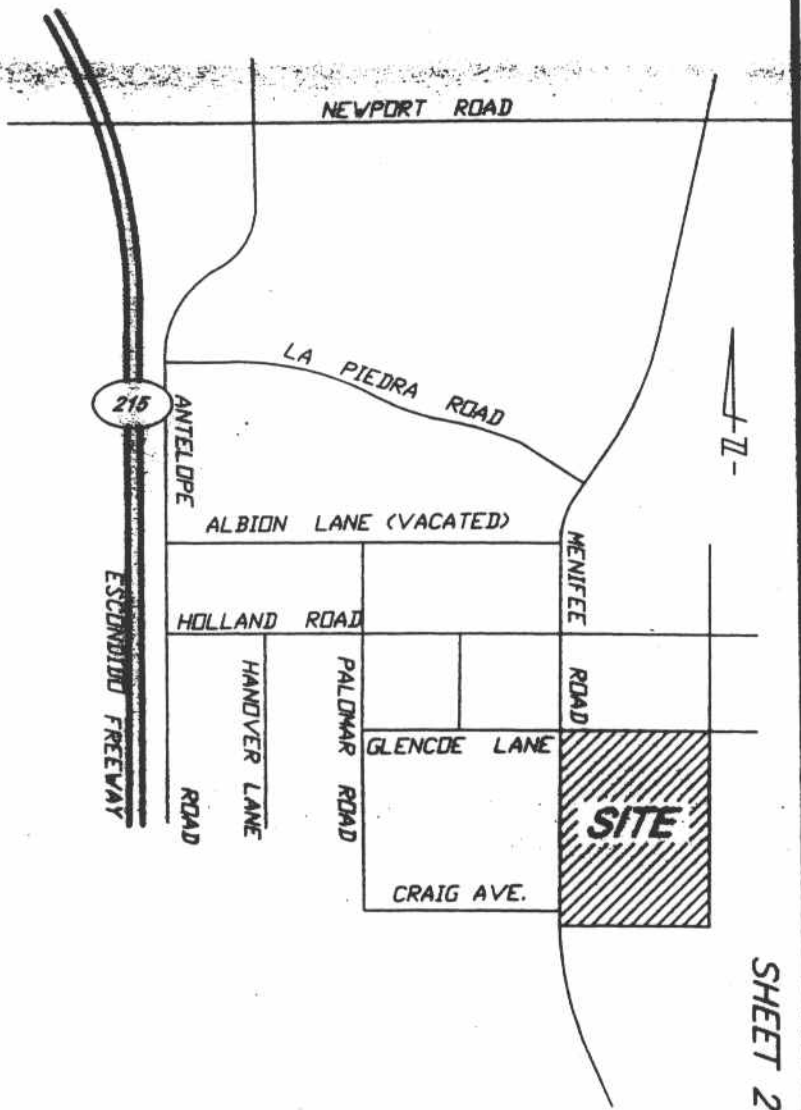 NEWPORT ROAD
LA PIEDRA ROAD
215
ANTELOPE ROAD
ALBION LANE (VACATED)
MENIFEE ROAD
HOLLAND ROAD
ESCONDIDO FREEWAY
HANOVER LANE
PALOMAR ROAD
GLENCOE LANE
SITE
CRAIG AVE.
SHEET 2